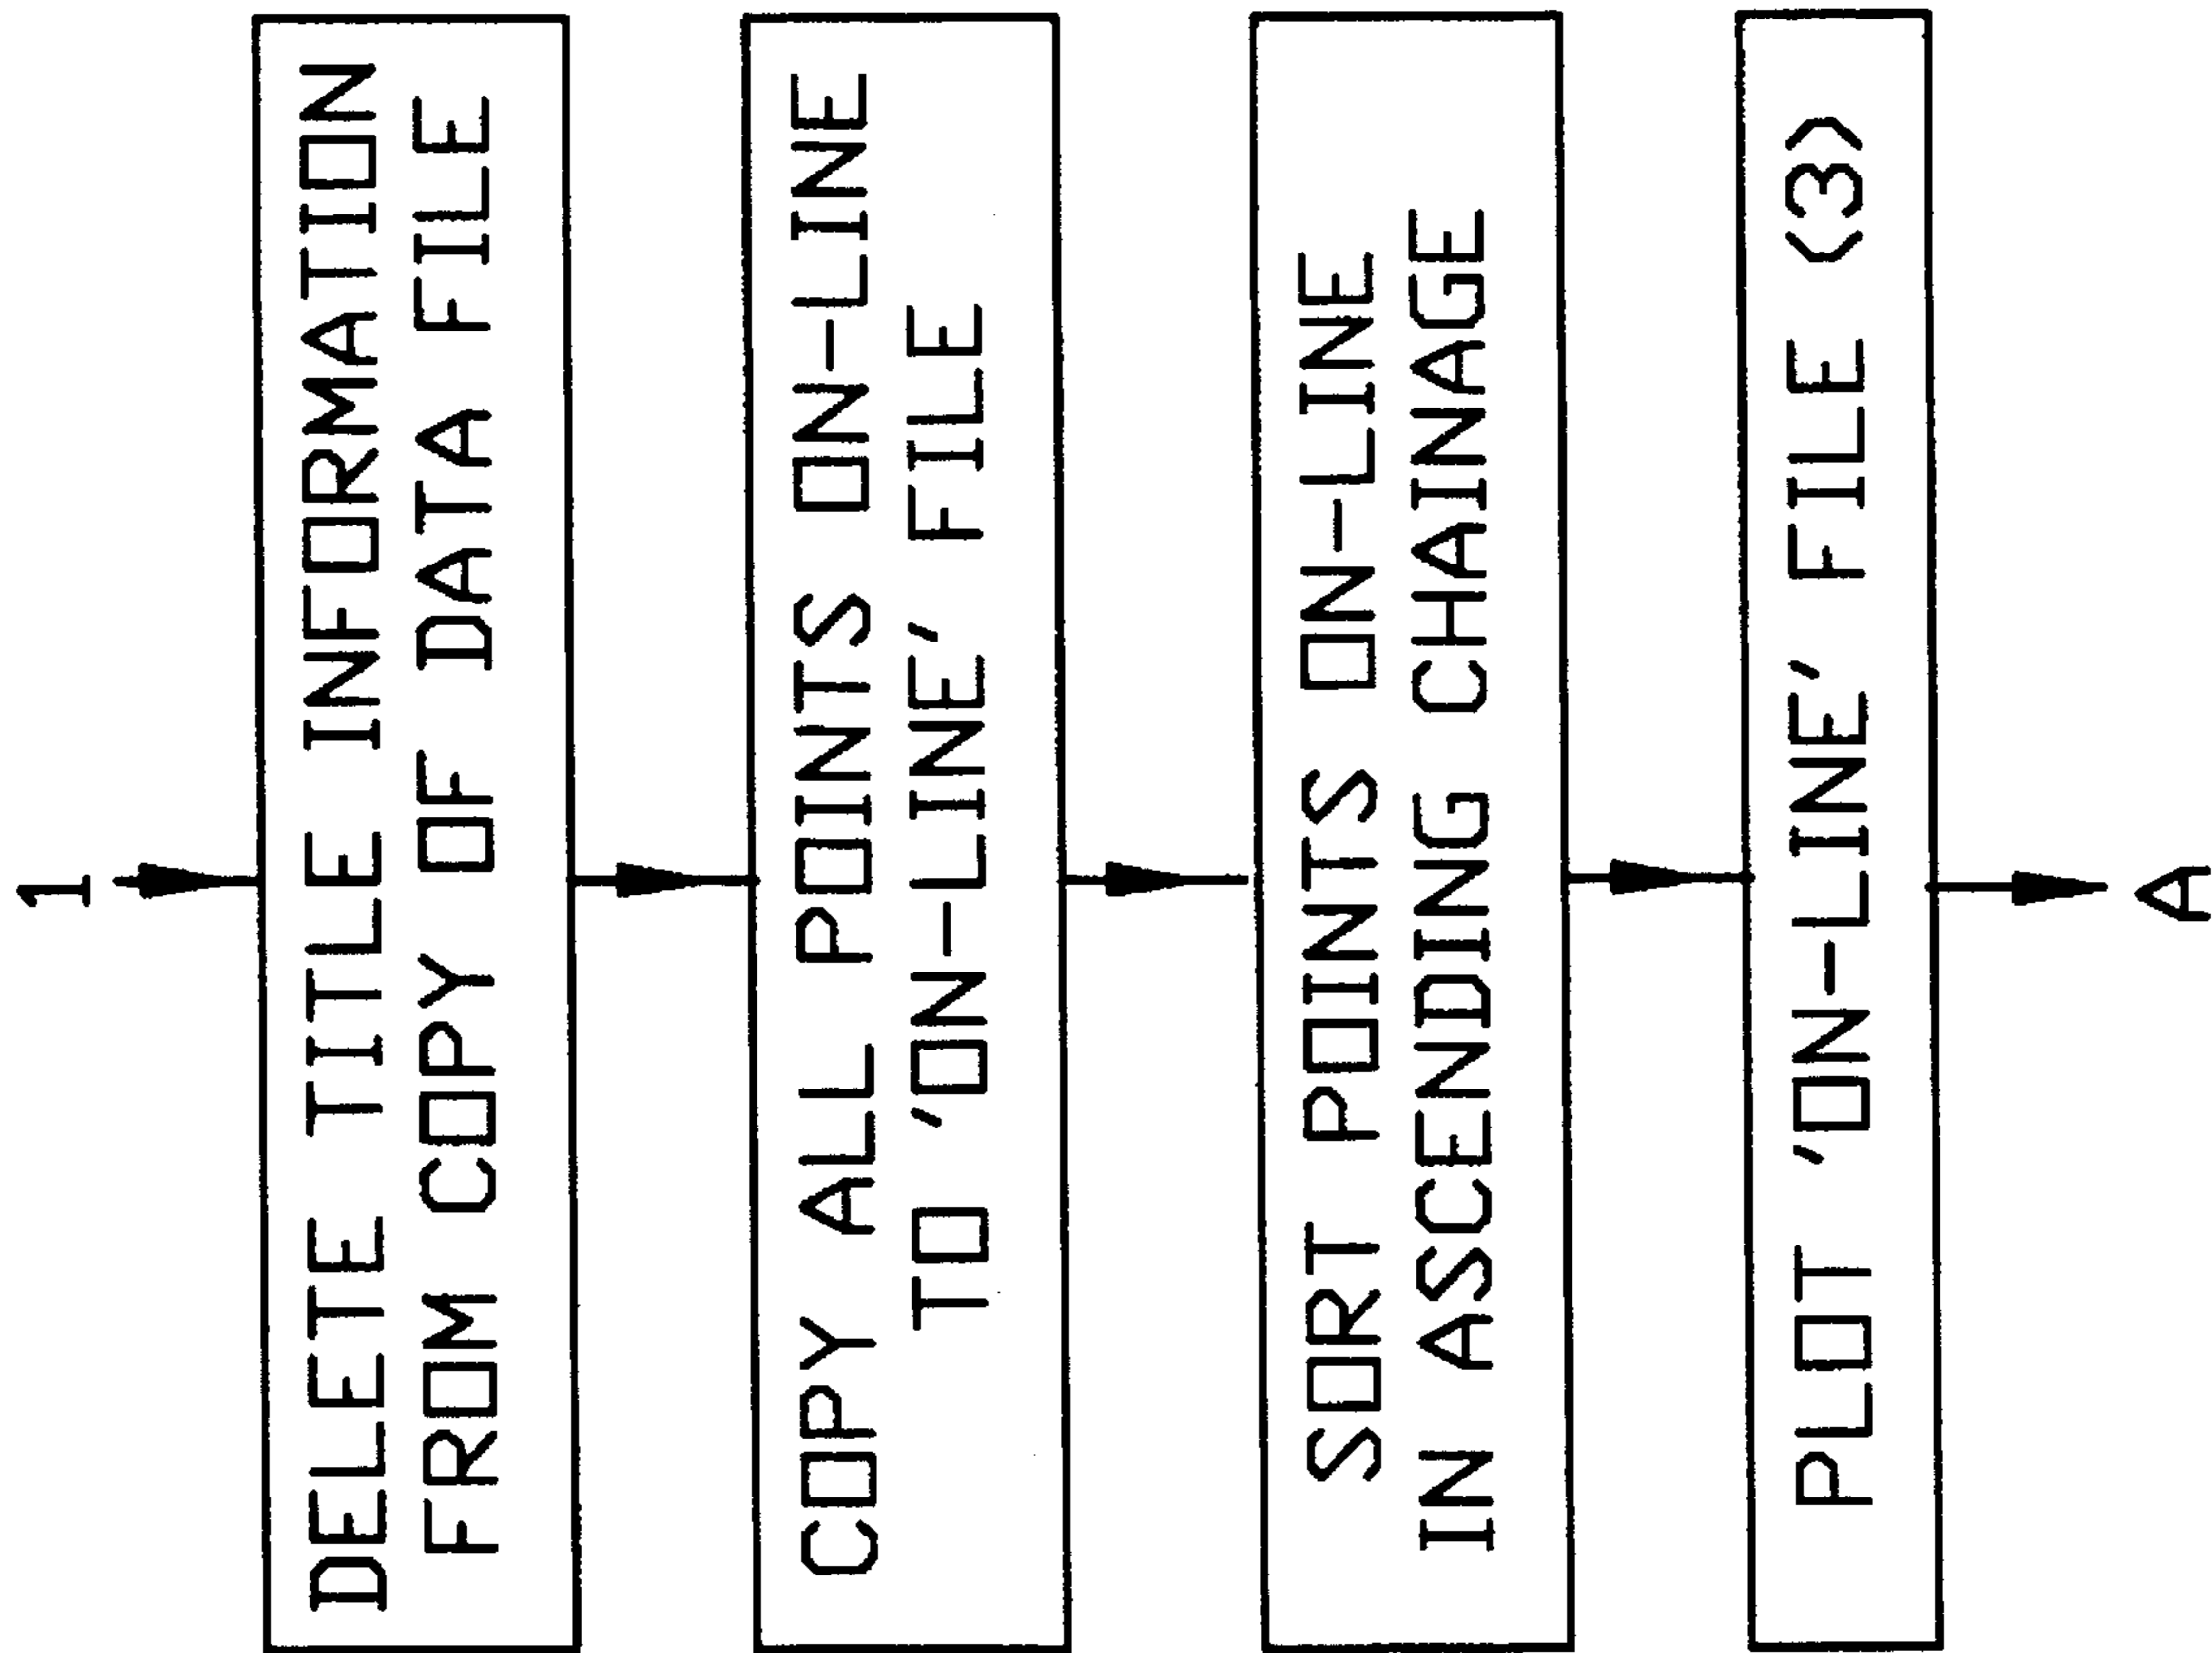 1
DELETE TITLE INFORMATION
FROM COPY OF DATA FILE
COPY ALL POINTS ON-LINE
TO 'ON-LINE' FILE
SORT POINTS ON-LINE
IN ASCENDING CHAINAGE
PLOT 'ON-LINE' FILE (3)
A